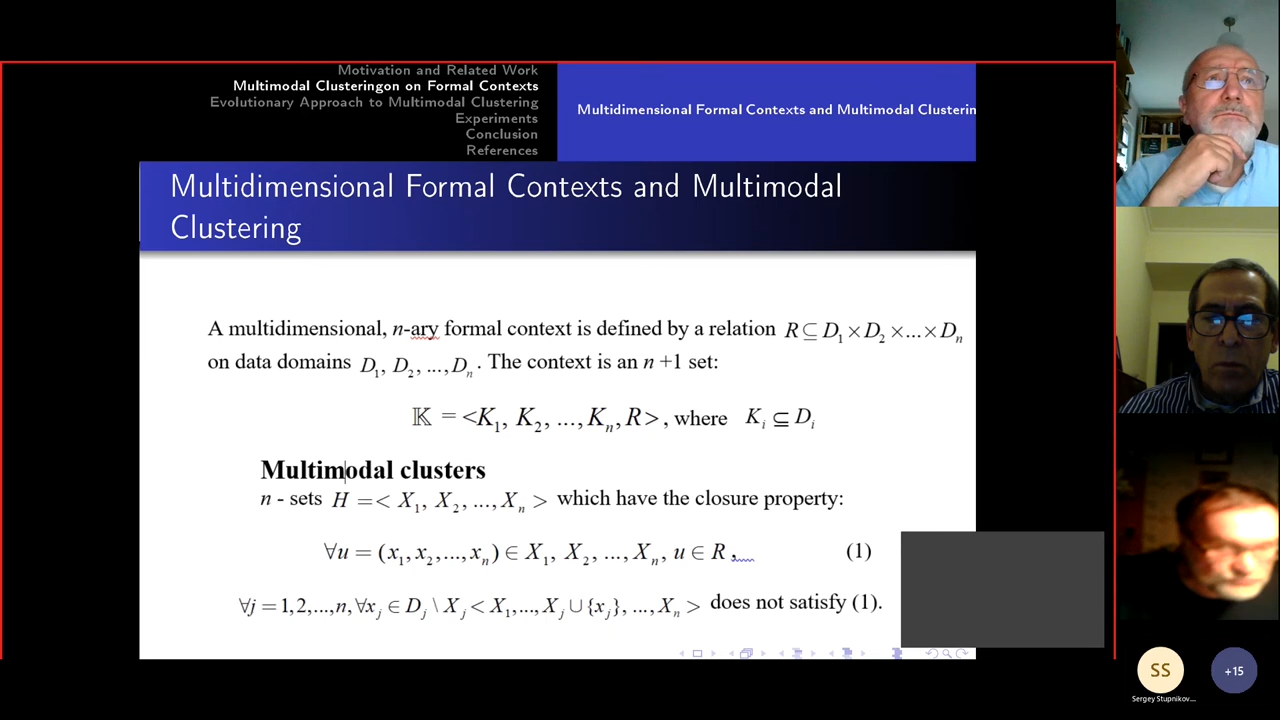 Motivation and Related Work
Multimodal Clusteringon on Formal Contexts
Evolutionary Approach to Multimodal Clustering
Experiments
Conclusion
References
Multidimensional Formal Contexts and Multimodal Clusterin
Multidimensional Formal Contexts and Multimodal
Clustering
A multidimensional, n-ary formal context is defined by a relation R ⊆ D₁×D₂×...×Dₙ
on data domains D₁, D₂, ...,Dₙ. The context is an n +1 set:
𝕂 = <K₁, K₂, ...,Kₙ,R>, where Kᵢ ⊆ Dᵢ
Multimodal clusters
n - sets H =< X₁, X₂, ...,Xₙ > which have the closure property:
∀u = (x₁,x₂,...,xₙ) ∈ X₁, X₂, ...,Xₙ, u ∈ R , (1)
∀j = 1,2,...,n,∀xⱼ ∈ Dⱼ \ Xⱼ < X₁,...,Xⱼ ∪{xⱼ}, ...,Xₙ > does not satisfy (1).
SS
+15
Sergey Stupnikov...